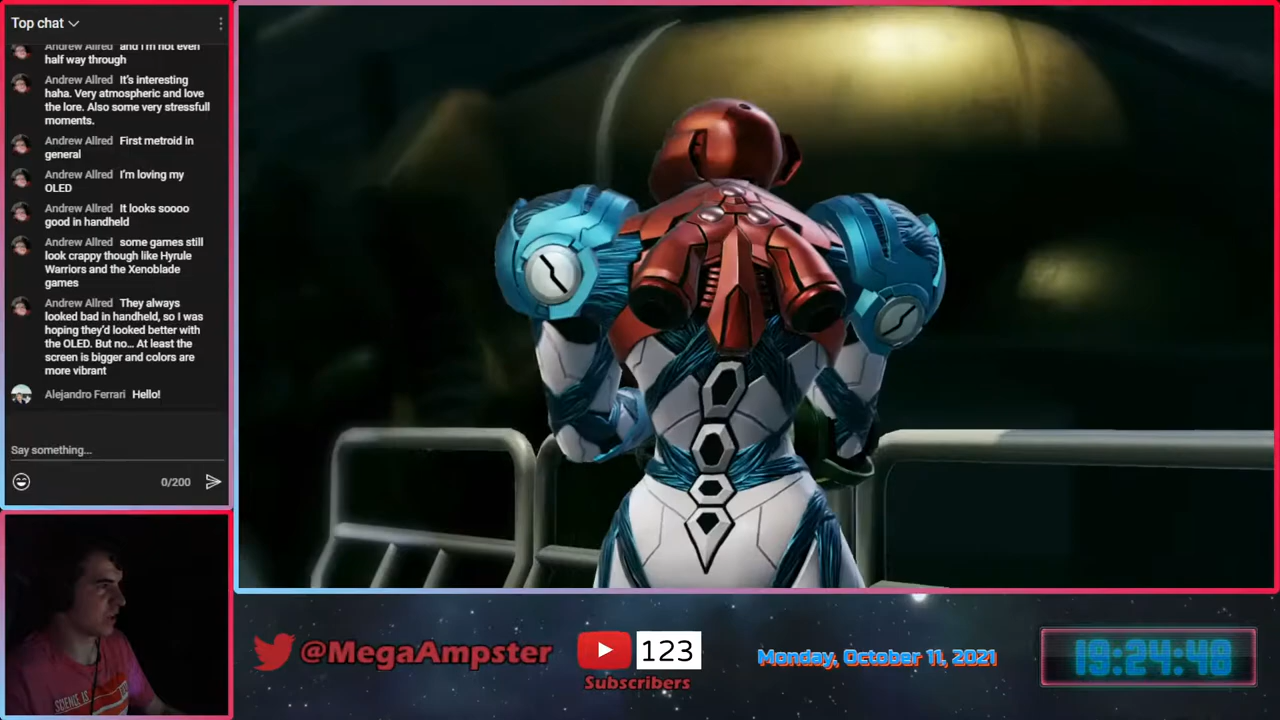 Top chat
Andrew Allred and I'm not even
half way through
Andrew Allred It's interesting
haha. Very atmospheric and love
the lore. Also some very stressfull
moments.
Andrew Allred First metroid in
general
Andrew Allred I'm loving my
OLED
Andrew Allred It looks soooo
good in handheld
Andrew Allred some games still
look crappy though like Hyrule
Warriors and the Xenoblade
games
Andrew Allred They always
looked bad in handheld, so I was
hoping they'd looked better with
the OLED. But no... At least the
screen is bigger and colors are
more vibrant
Alejandro Ferrari Hello!
Say something...
0/200
SCIENCE IS
@MegaAmpster
123
Subscribers
Monday, October 11, 2021
19:24:48